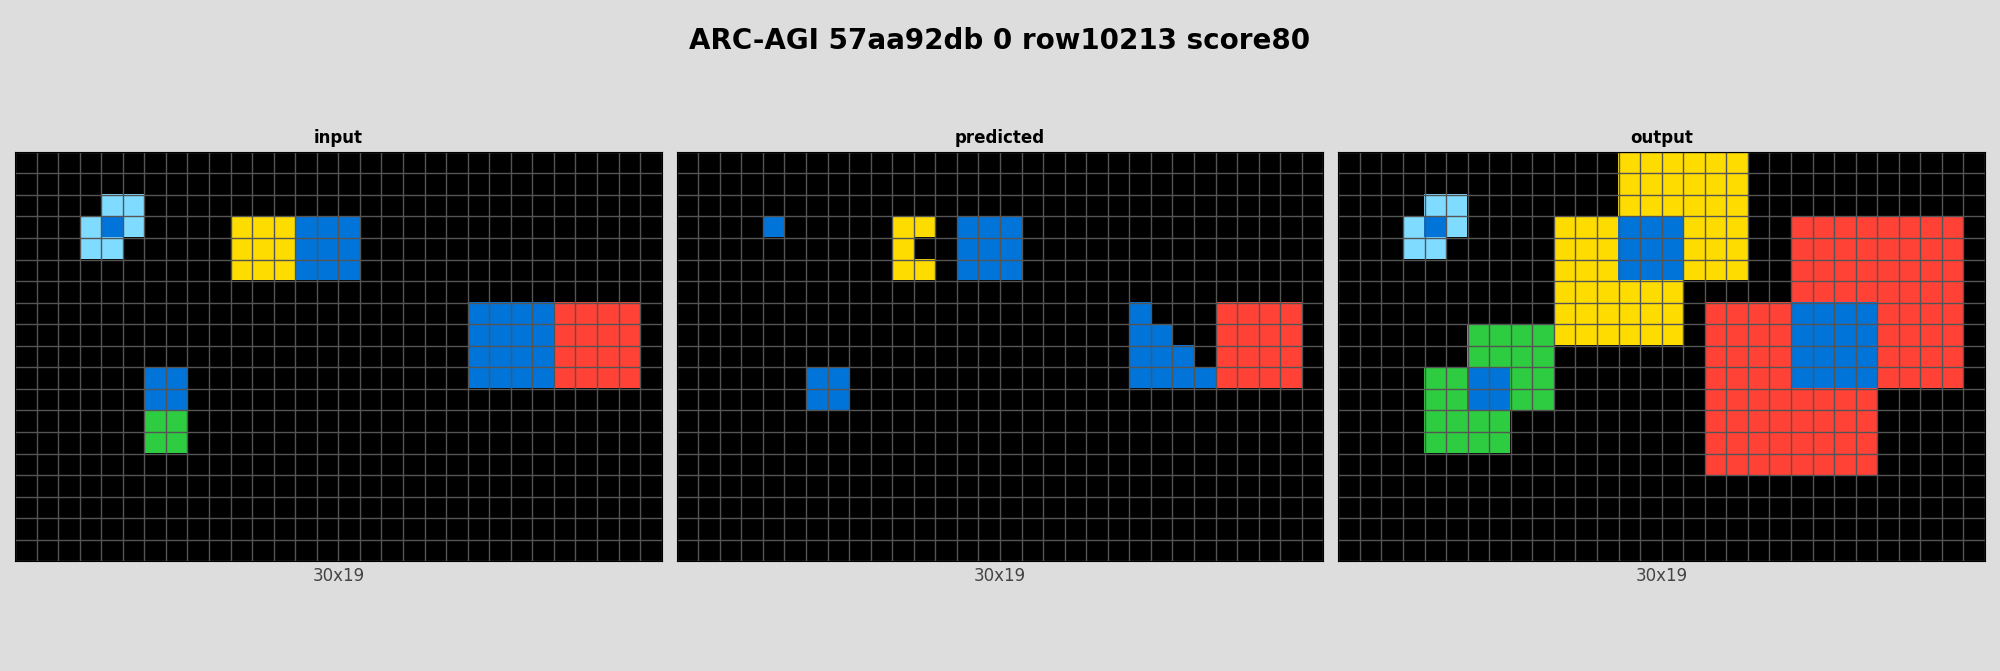 ARC-AGI 57aa92db 0 row10213 score80
input
predicted
output
30x19
30x19
30x19